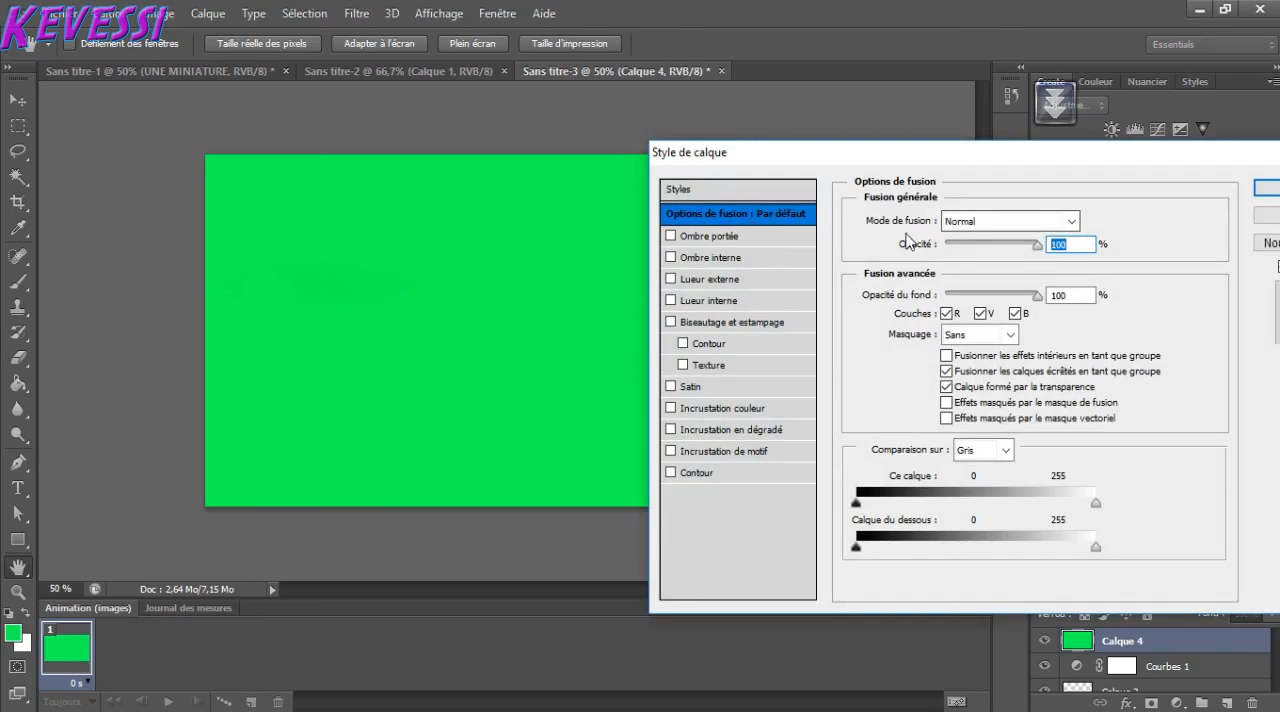 KEVESSI
Image Calque Type Sélection Filtre 3D Affichage Fenêtre Aide
Défilement des fenêtres Taille réelle des pixels Adapter à l'écran Plein écran Taille d'impression Essentials
Sans titre-1 @ 50% (UNE MINIATURE, RVB/8) * × Sans titre-2 @ 66,7% (Calque 1, RVB/8) × Sans titre-3 @ 50% (Calque 4, RVB/8) * ×
Create Couleur Nuancier Styles
Style de calque
Styles
Options de fusion : Par défaut
Ombre portée
Ombre interne
Lueur externe
Lueur interne
Biseautage et estampage
Contour
Texture
Satin
Incrustation couleur
Incrustation en dégradé
Incrustation de motif
Contour
Options de fusion
Fusion générale
Mode de fusion : Normal
Opacité : 100 %
Fusion avancée
Opacité du fond : 100 %
Couches : R V B
Masquage : Sans
Fusionner les effets intérieurs en tant que groupe
Fusionner les calques écrêtés en tant que groupe
Calque formé par la transparence
Effets masqués par le masque de fusion
Effets masqués par le masque vectoriel
Comparaison sur : Gris
Ce calque : 0 255
Calque du dessous : 0 255
Nou
50 % Doc : 2,64 Mo/7,15 Mo
Animation (images) Journal des mesures
1
0 s
Toujours
Calque 4
Courbes 1